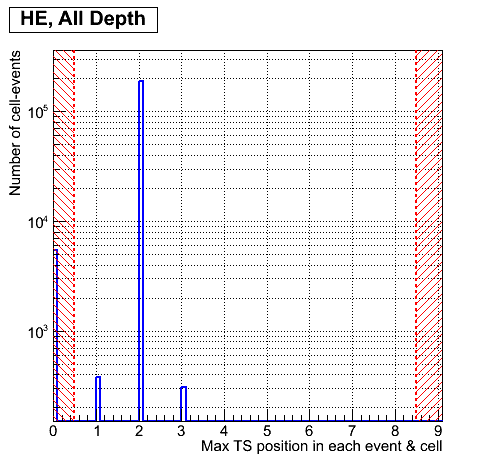 HE, All Depth
Number of cell-events
10^5
10^4
10^3
0 1 2 3 4 5 6 7 8 9
Max TS position in each event & cell